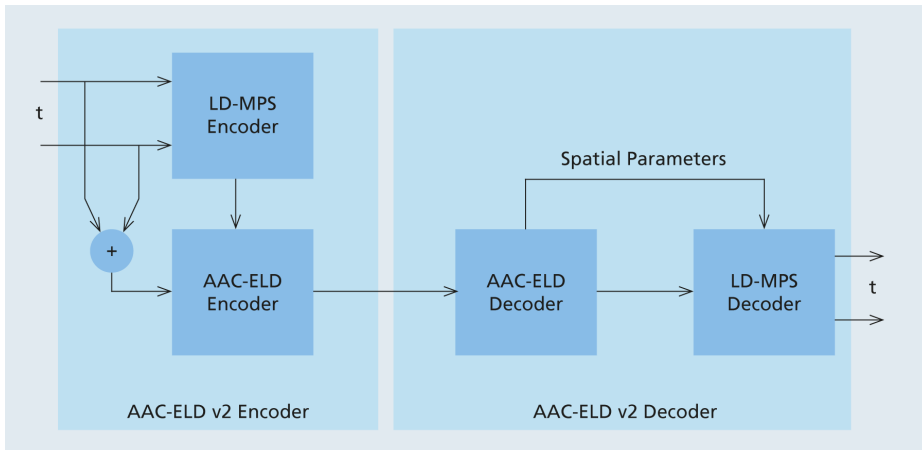 t
LD-MPS
Encoder
+
AAC-ELD
Encoder
AAC-ELD v2 Encoder
Spatial Parameters
AAC-ELD
Decoder
LD-MPS
Decoder
t
AAC-ELD v2 Decoder